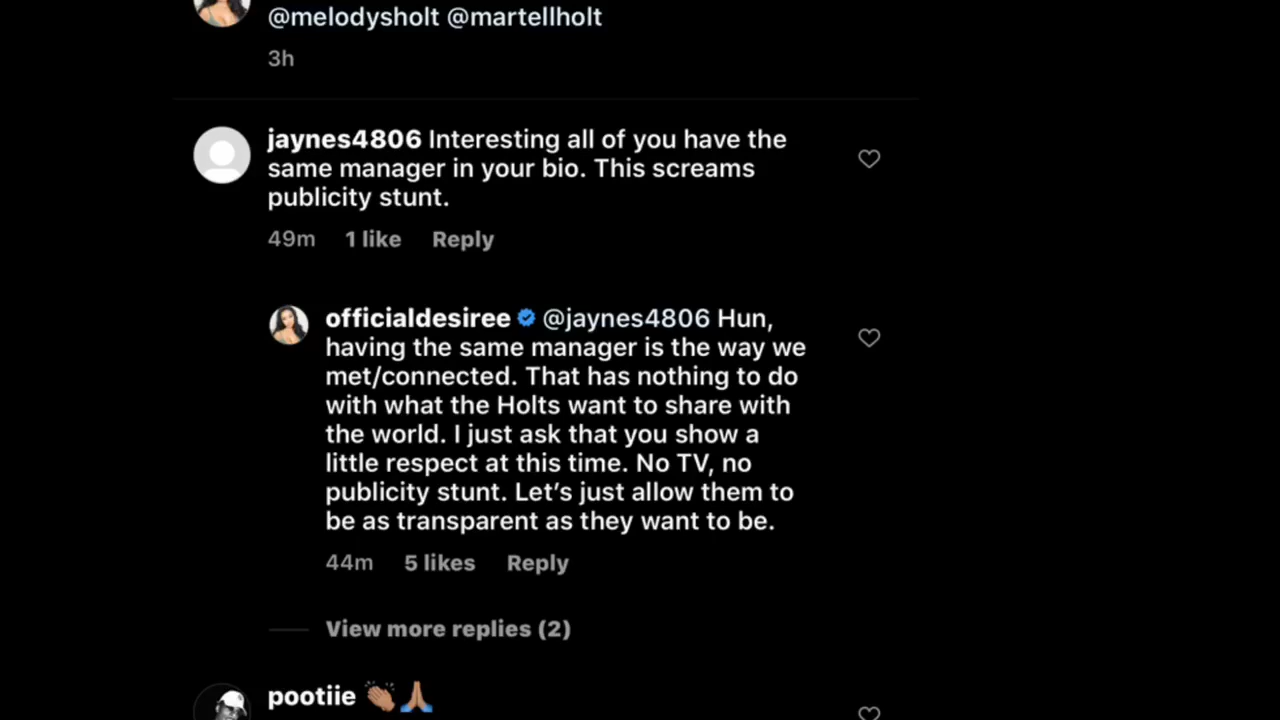 @melodysholt @martellholt
3h
jaynes4806 Interesting all of you have the
same manager in your bio. This screams
publicity stunt.
49m 1 like Reply
officialdesiree @jaynes4806 Hun,
having the same manager is the way we
met/connected. That has nothing to do
with what the Holts want to share with
the world. I just ask that you show a
little respect at this time. No TV, no
publicity stunt. Let’s just allow them to
be as transparent as they want to be.
44m 5 likes Reply
View more replies (2)
pootiie 👏🏽🙏🏽